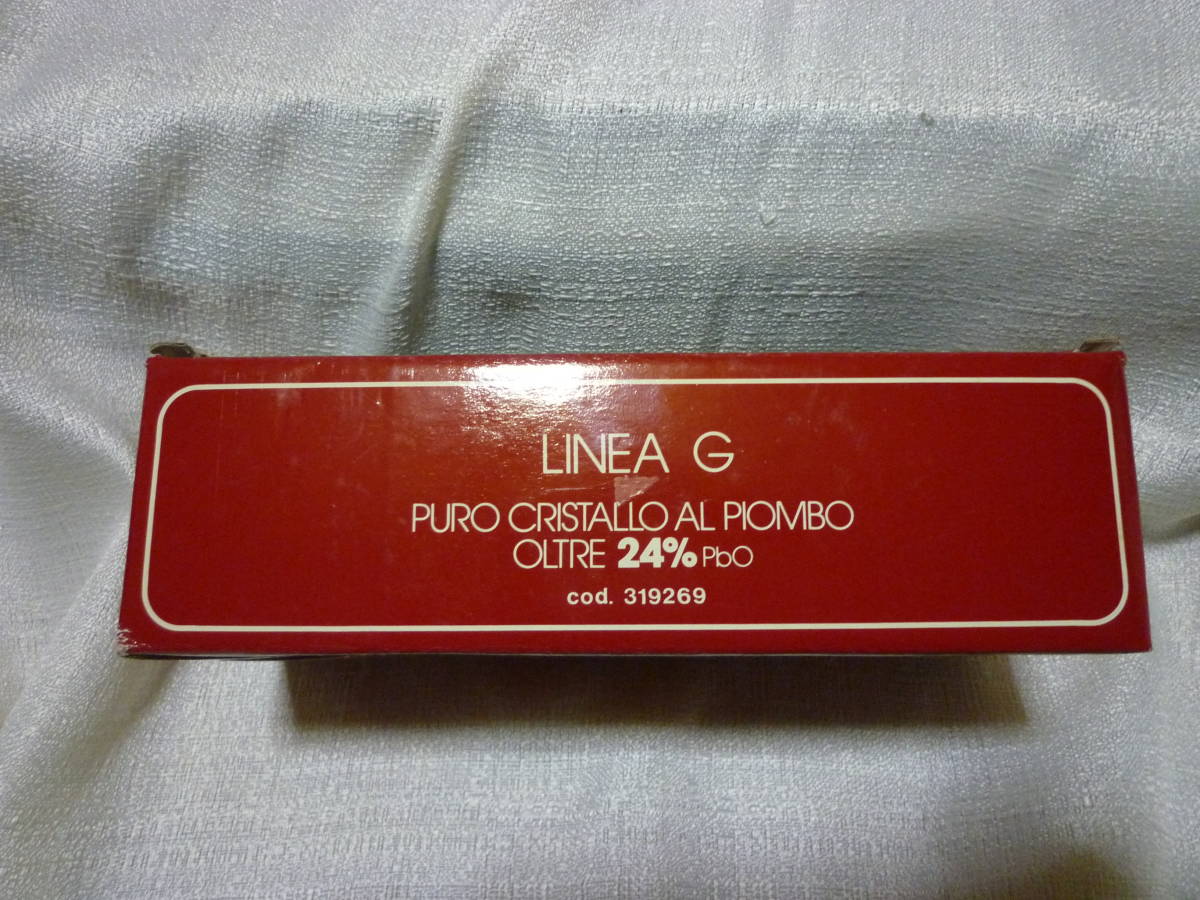 LINEA G
PURO CRISTALLO AL PIOMBO
OLTRE 24% PbO
cod. 319269